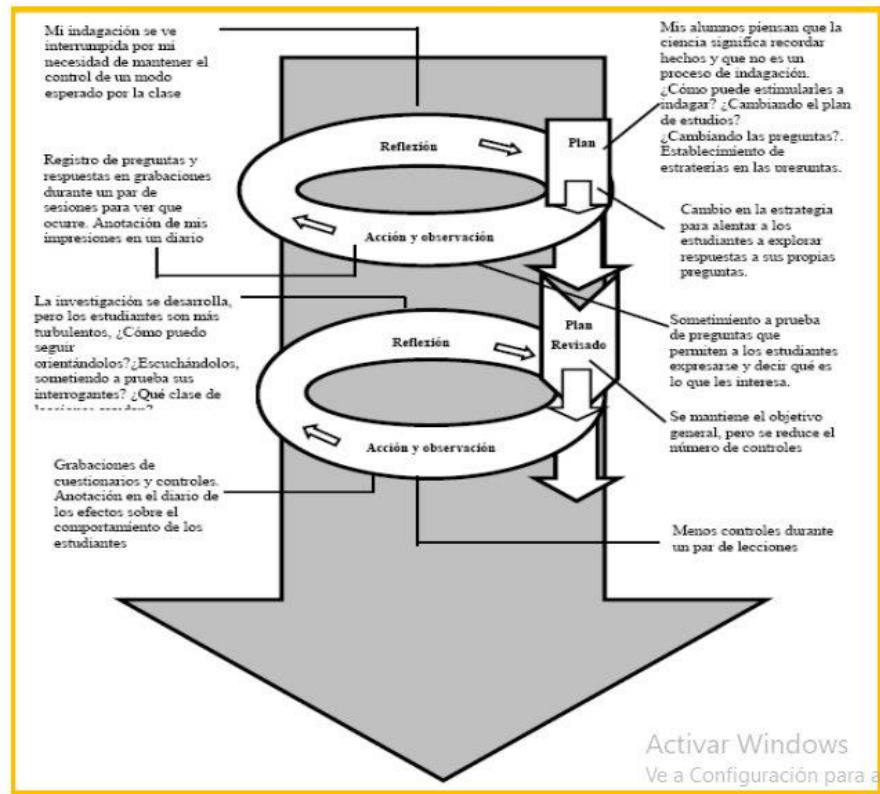 Mi indagación se ve
interrumpida por mi
necesidad de mantener el
control de un modo
esperado por la clase
Mis alumnos piensan que la
ciencia significa recordar
hechos y que no es un
proceso de indagación.
¿Cómo puede estimularles a
indagar? ¿Cambiando el plan
de estudios?
¿Cambiando las preguntas?.
Establecimiento de
estrategias en las preguntas.
Reflexión
Plan
Registro de preguntas y
respuestas en grabaciones
durante un par de
sesiones para ver que
ocurre. Anotación de mis
impresiones en un diario
Acción y observación
Cambio en la estrategia
para alentar a los
estudiantes a explorar
respuestas a sus propias
preguntas.
La investigación se desarrolla,
pero los estudiantes son más
turbulentos, ¿Cómo puedo
seguir
orientándolos?¿Escuchándolos,
sometiendo a prueba sus
interrogantes? ¿Qué clase de
Reflexión
Plan
Revisado
Sometimiento a prueba
de preguntas que
permiten a los estudiantes
expresarse y decir qué es
lo que les interesa.
Acción y observación
Se mantiene el objetivo
general, pero se reduce el
número de controles
Grabaciones de
cuestionarios y controles.
Anotación en el diario de
los efectos sobre el
comportamiento de los
estudiantes
Menos controles durante
un par de lecciones
Activar Windows
Ve a Configuración para a